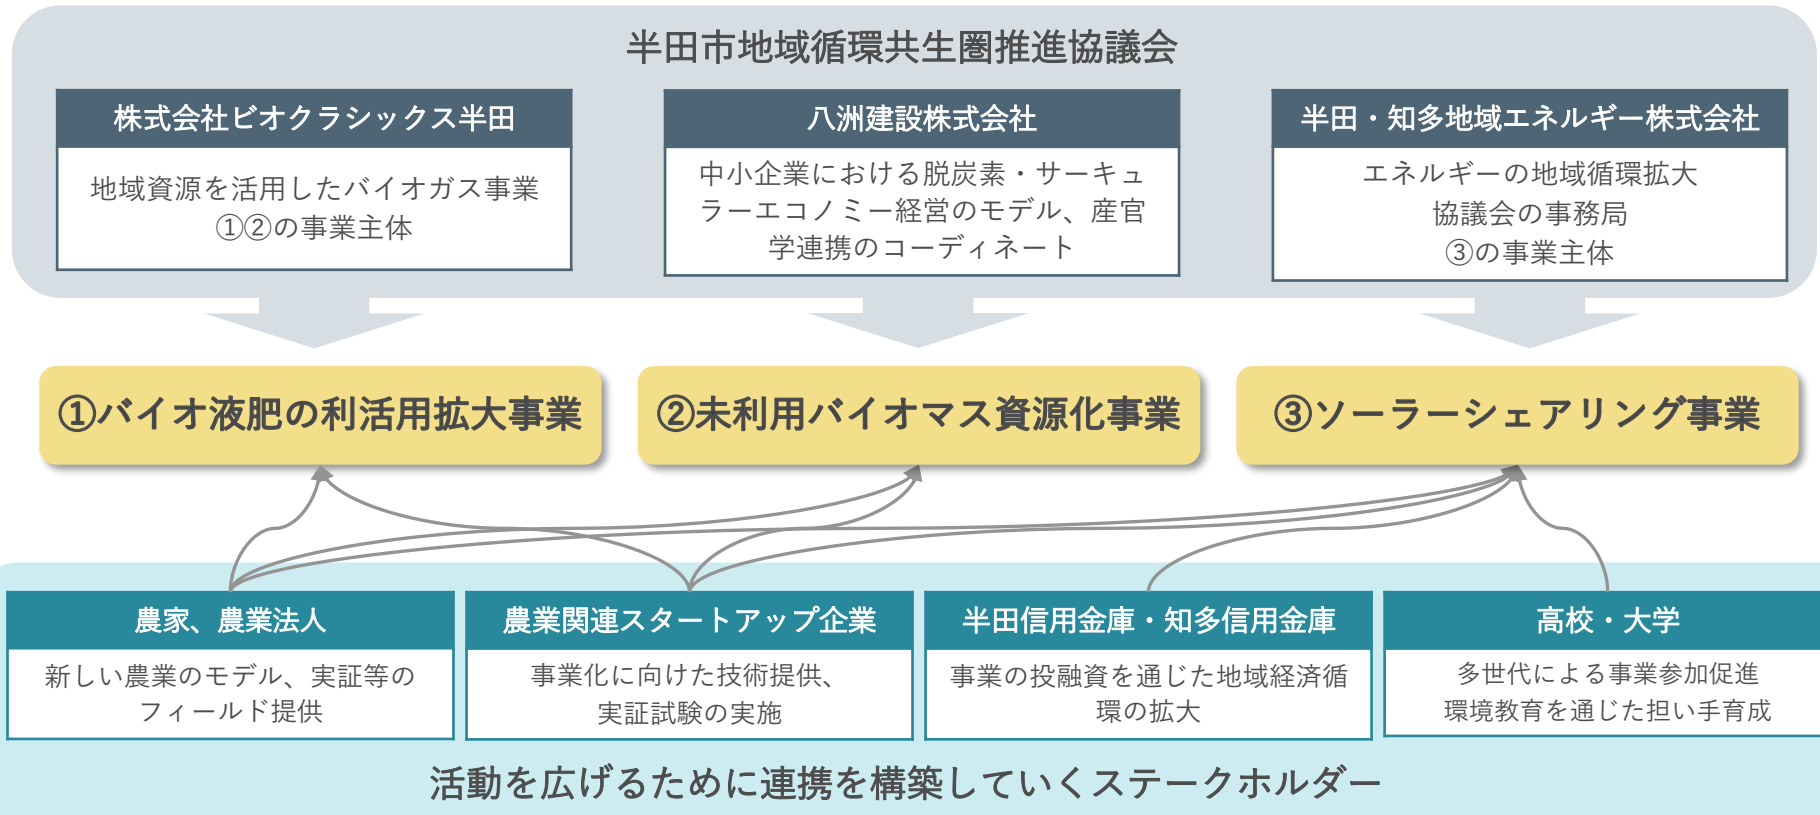 半田市地域循環共生圏推進協議会
株式会社ビオクラシックス半田
地域資源を活用したバイオガス事業
①②の事業主体
八洲建設株式会社
中小企業における脱炭素・サーキュ
ラーエコノミー経営のモデル、産官
学連携のコーディネート
半田・知多地域エネルギー株式会社
エネルギーの地域循環拡大
協議会の事務局
③の事業主体
①バイオ液肥の利活用拡大事業
②未利用バイオマス資源化事業
③ソーラーシェアリング事業
農家、農業法人
新しい農業のモデル、実証等の
フィールド提供
農業関連スタートアップ企業
事業化に向けた技術提供、
実証試験の実施
半田信用金庫・知多信用金庫
事業の投融資を通じた地域経済循
環の拡大
高校・大学
多世代による事業参加促進
環境教育を通じた担い手育成
活動を広げるために連携を構築していくステークホルダー